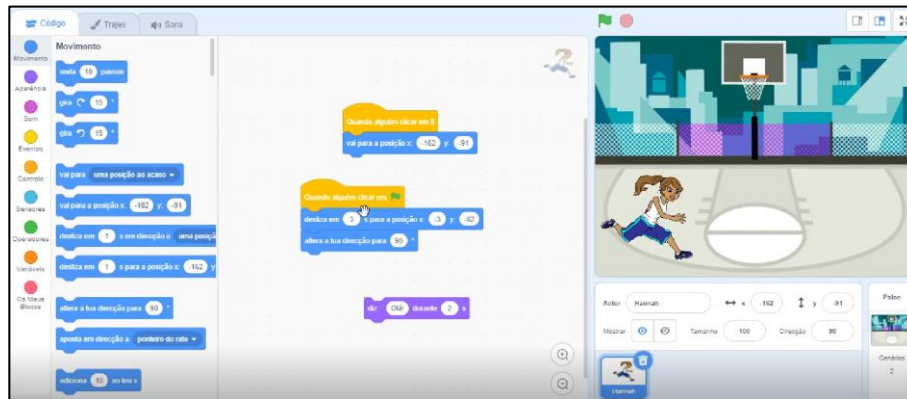 Código
Trajes
Sons
Movimento
Aparência
Som
Eventos
Controlo
Sensores
Operadores
Variáveis
Os Meus
Blocos
Movimento
anda 10 passos
gira 15 °
gira 15 °
vai para uma posição ao acaso
vai para a posição x: -162 y: -91
desliza em 1 s em direcção a uma posiçã
desliza em 1 s para a posição x: -162 y
altera a tua direcção para 90 °
aponta em direcção a ponteiro do rato
adiciona 10 ao teu x
Quando alguém clicar em ti
vai para a posição x: -162 y: -91
Quando alguém clicar em
desliza em 3 s para a posição x: -3 y: -62
altera a tua direcção para 90 °
diz Olá! durante 2 s
Hannah
x -162
y -91
Mostrar
Tamanho 100
Direcção 90
Hannah
Palco
Cenários
2